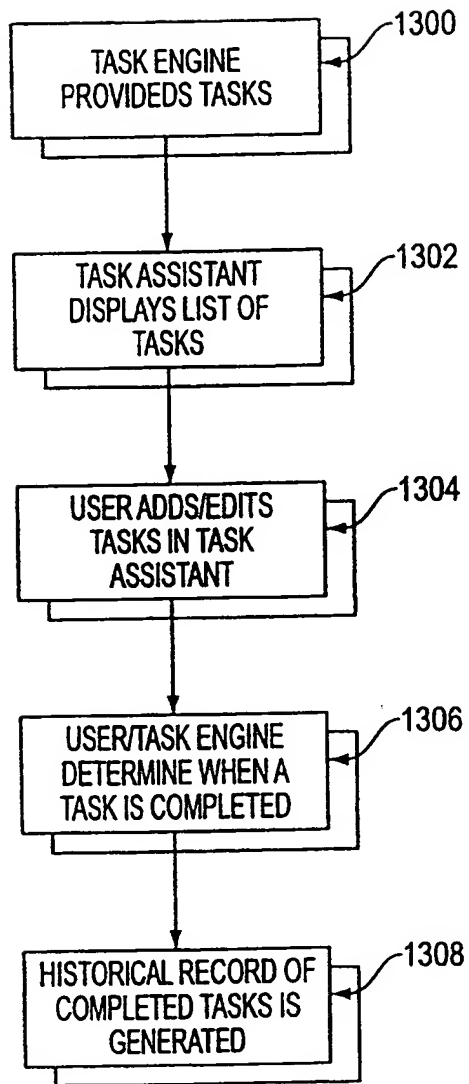 1300
TASK ENGINE
PROVIDEDS TASKS
1302
TASK ASSISTANT
DISPLAYS LIST OF
TASKS
1304
USER ADDS/EDITS
TASKS IN TASK
ASSISTANT
1306
USER/TASK ENGINE
DETERMINE WHEN A
TASK IS COMPLETED
1308
HISTORICAL RECORD OF
COMPLETED TASKS IS
GENERATED